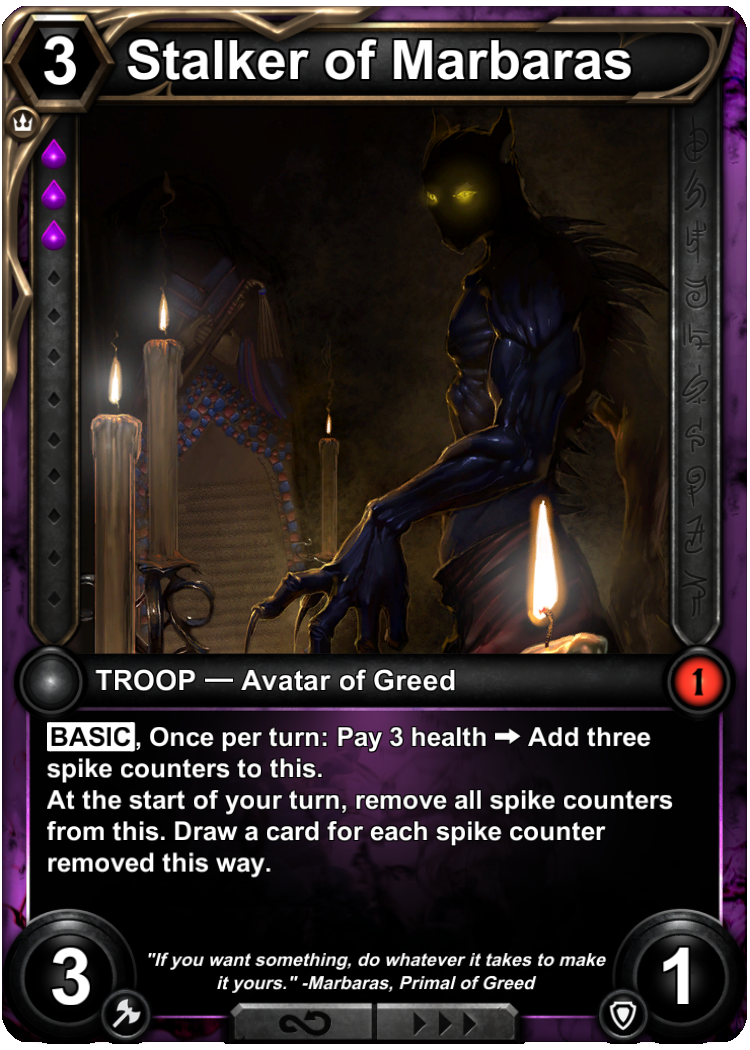 3 Stalker of Marbaras
TROOP — Avatar of Greed 1
BASIC, Once per turn: Pay 3 health ➞ Add three
spike counters to this.
At the start of your turn, remove all spike counters
from this. Draw a card for each spike counter
removed this way.
"If you want something, do whatever it takes to make
it yours." -Marbaras, Primal of Greed
3
1